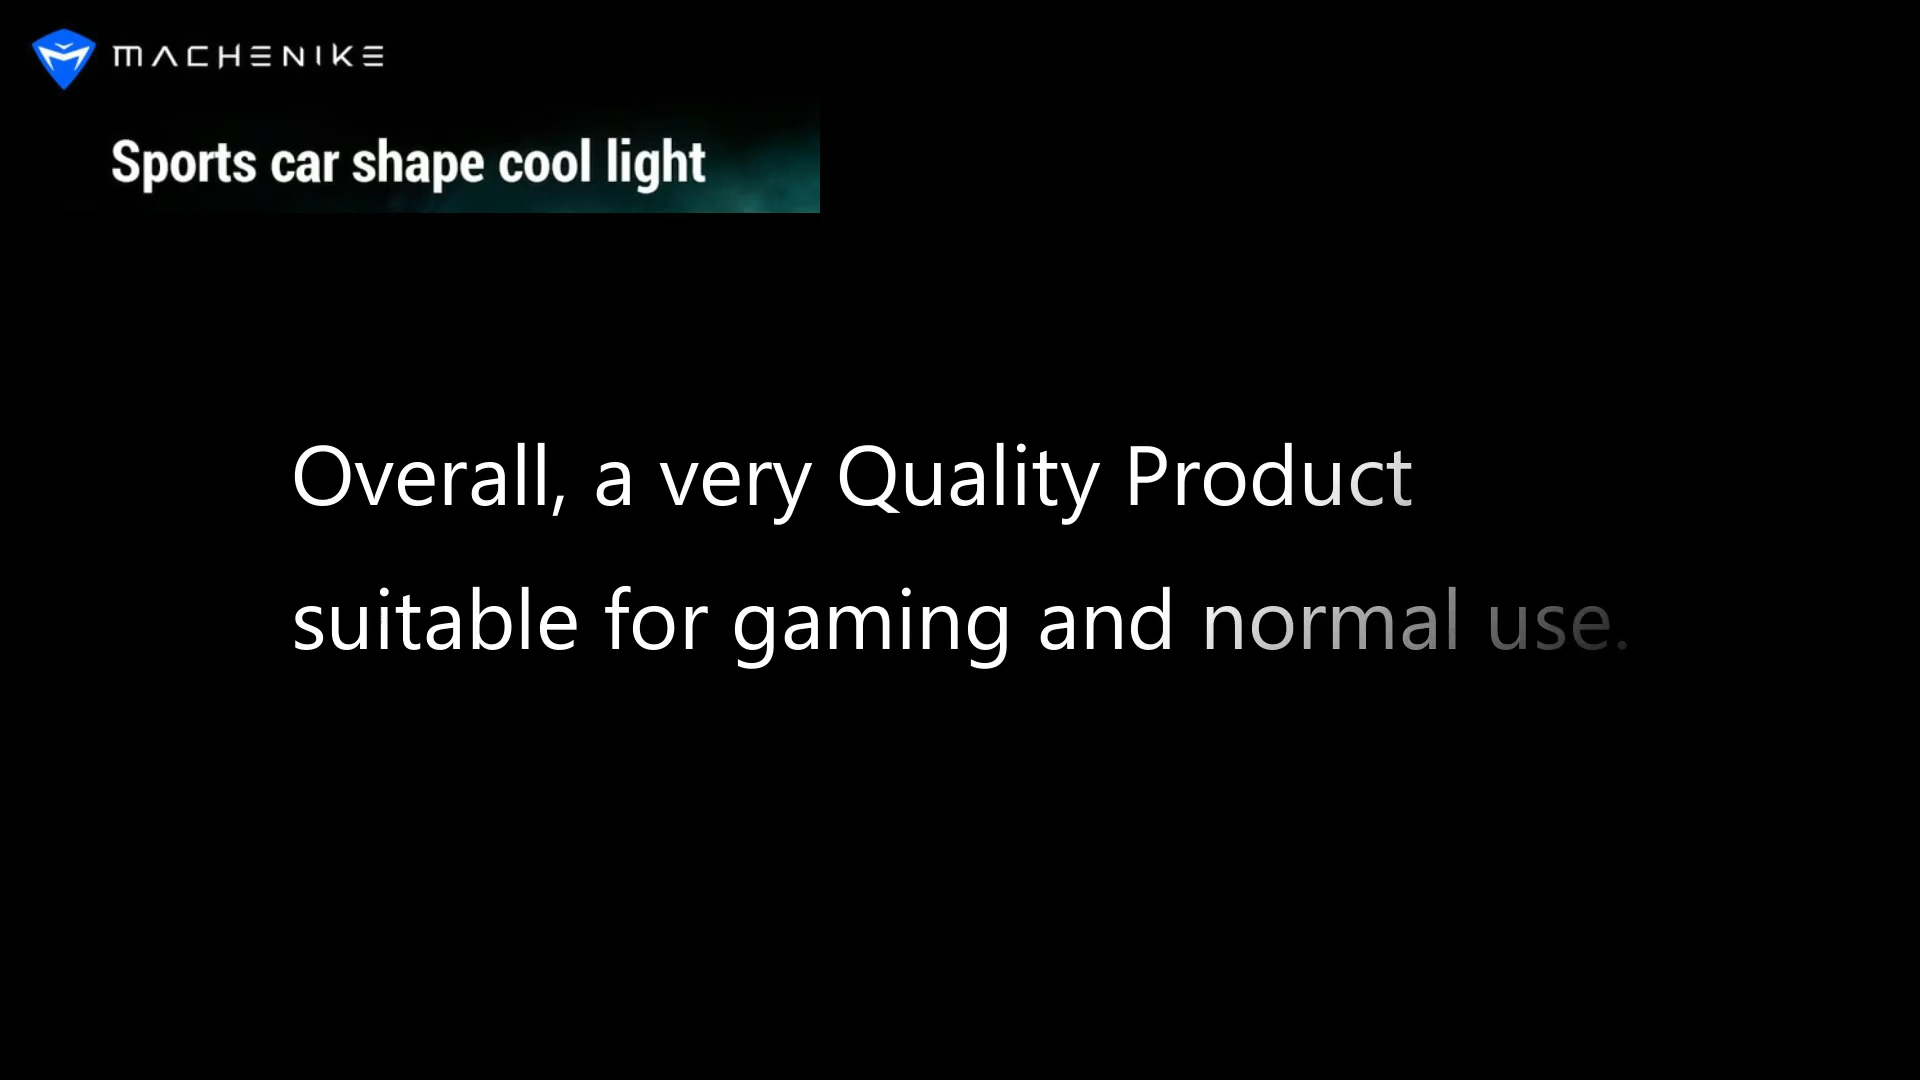 MACHENIKE
Sports car shape cool light
Overall, a very Quality Product
suitable for gaming and normal use.